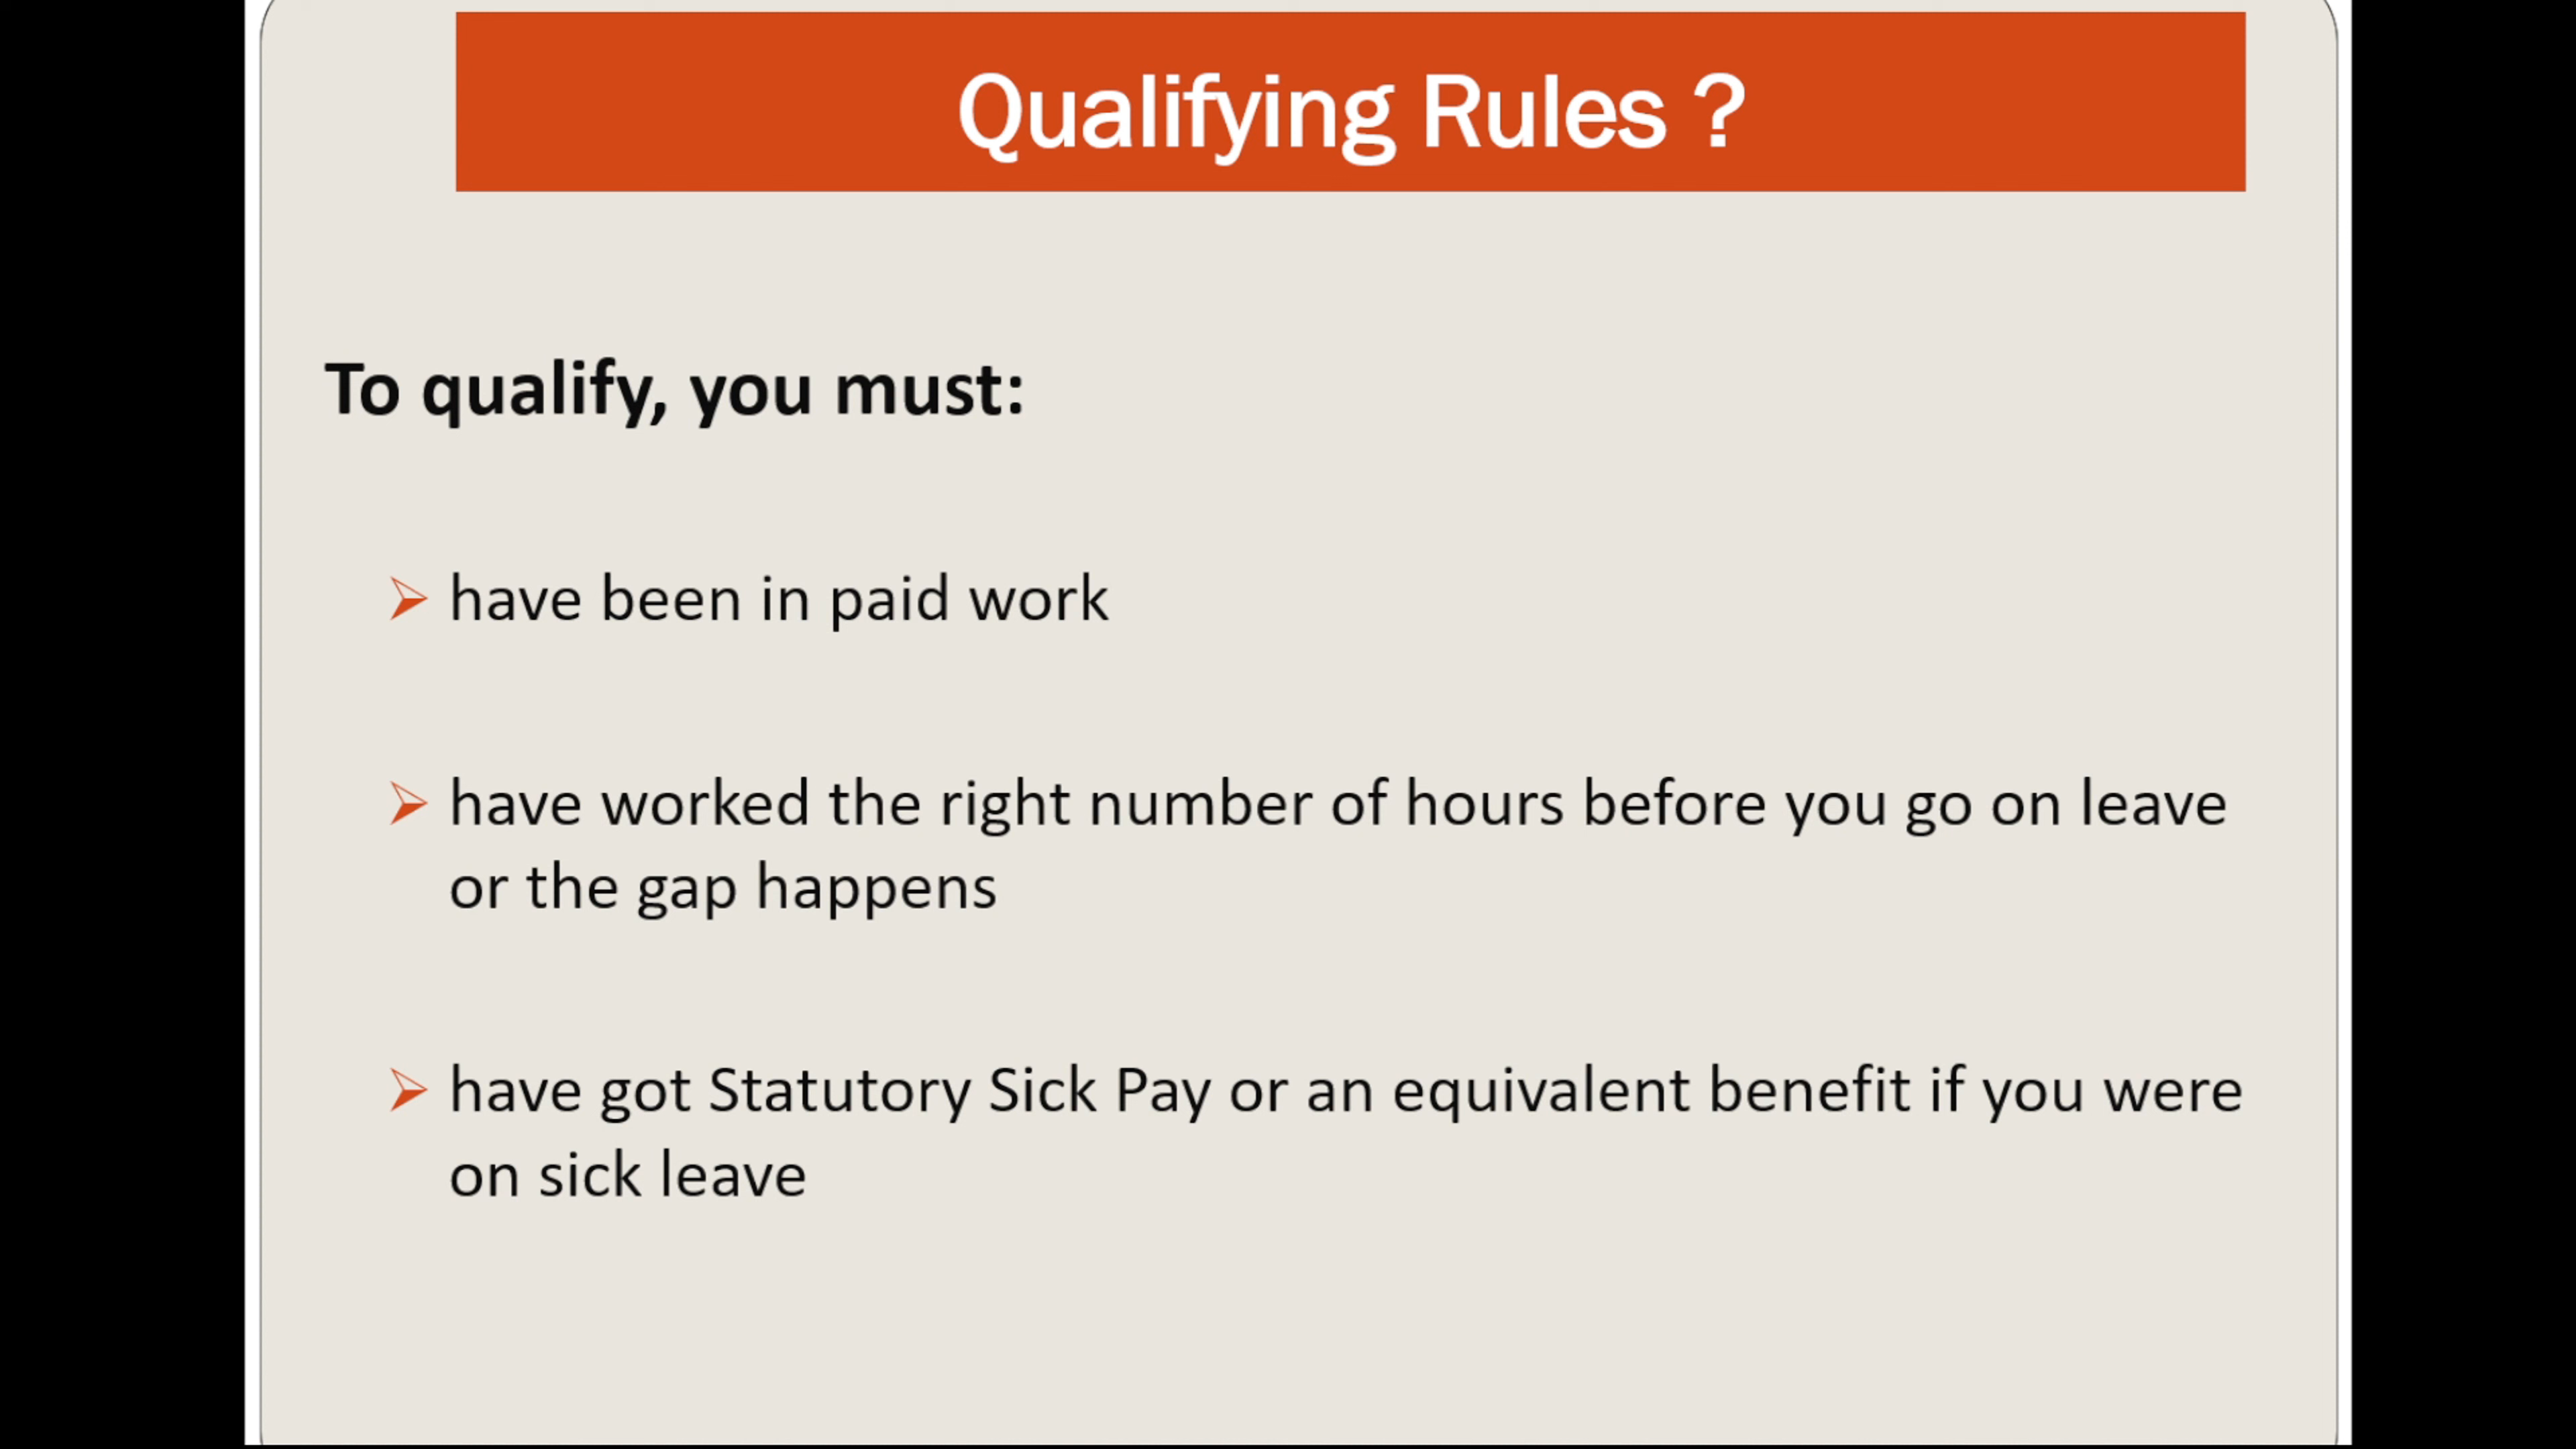 Qualifying Rules ?
To qualify, you must:
have been in paid work
have worked the right number of hours before you go on leave
or the gap happens
have got Statutory Sick Pay or an equivalent benefit if you were
on sick leave